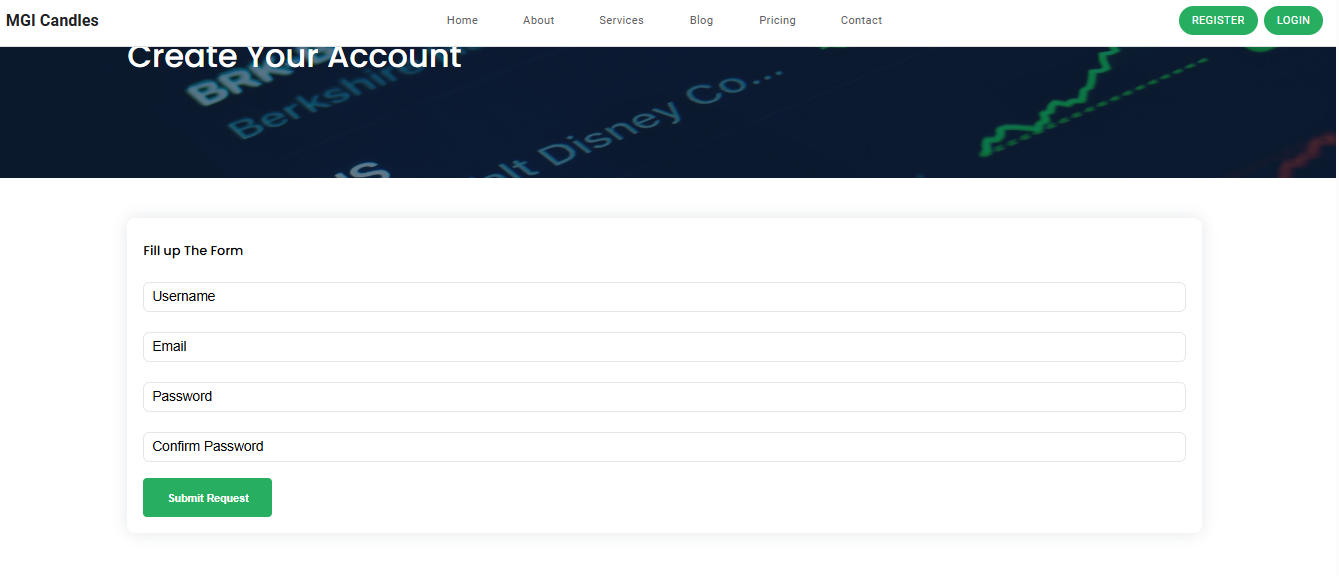 MGI Candles
Home About Services Blog Pricing Contact
REGISTER LOGIN
Create Your Account
BRK
Berkshire
Disney Co...
Fill up The Form
Username
Email
Password
Confirm Password
Submit Request